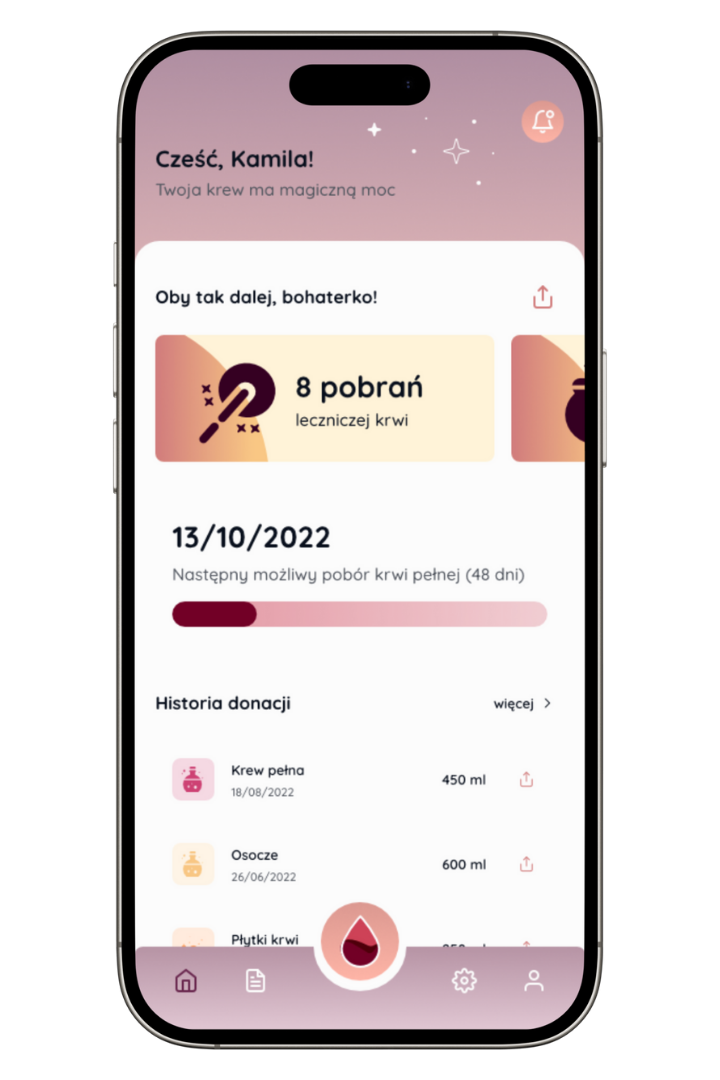 Cześć, Kamila!
Twoja krew ma magiczną moc
Oby tak dalej, bohaterko!
8 pobrań
leczniczej krwi
13/10/2022
Następny możliwy pobór krwi pełnej (48 dni)
Historia donacji
więcej
Krew pełna
450 ml
18/08/2022
Osocze
600 ml
26/06/2022
Płytki krwi